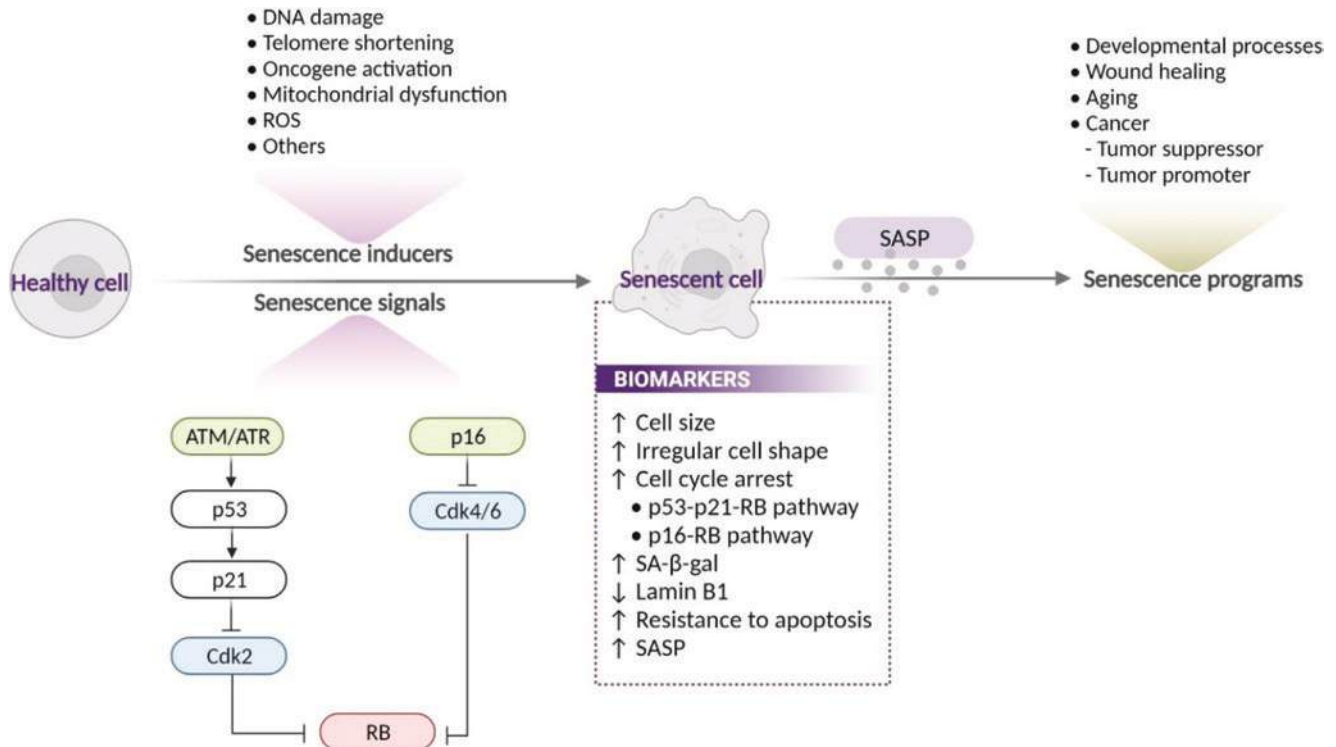 • DNA damage
• Telomere shortening
• Oncogene activation
• Mitochondrial dysfunction
• ROS
• Others
• Developmental processes
• Wound healing
• Aging
• Cancer
- Tumor suppressor
- Tumor promoter
Healthy cell
Senescence inducers
Senescence signals
Senescent cell
SASP
Senescence programs
ATM/ATR
p53
p21
Cdk2
p16
Cdk4/6
RB
BIOMARKERS
↑ Cell size
↑ Irregular cell shape
↑ Cell cycle arrest
• p53-p21-RB pathway
• p16-RB pathway
↑ SA-β-gal
↓ Lamin B1
↑ Resistance to apoptosis
↑ SASP